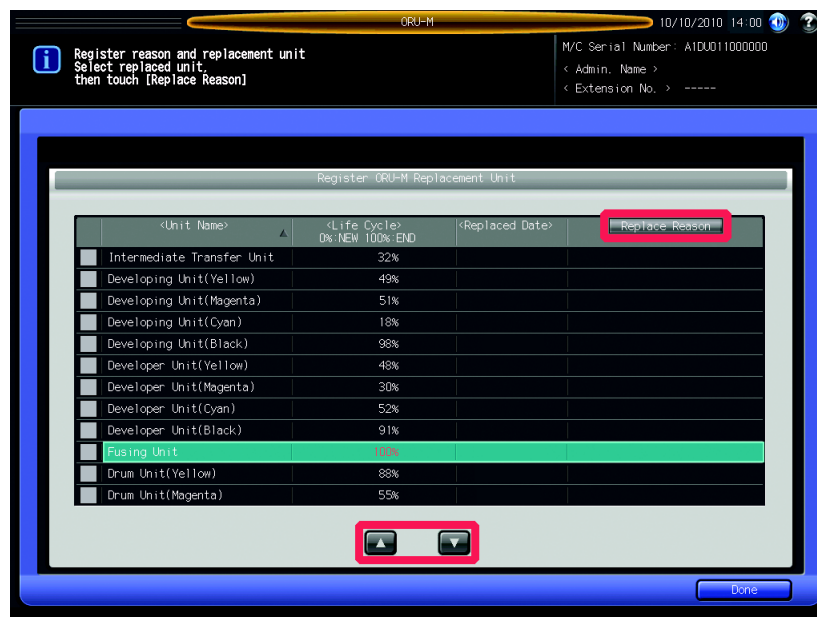 ORU-M
10/10/2010 14:00
Register reason and replacement unit
Select replaced unit,
then touch [Replace Reason]
M/C Serial Number: A1DU011000000
< Admin. Name >
< Extension No. > -----
Register ORU-M Replacement Unit
<Unit Name> <Life Cycle> <Replaced Date> Replace Reason
0%:NEW 100%:END
Intermediate Transfer Unit 32%
Developing Unit(Yellow) 49%
Developing Unit(Magenta) 51%
Developing Unit(Cyan) 18%
Developing Unit(Black) 98%
Developer Unit(Yellow) 48%
Developer Unit(Magenta) 30%
Developer Unit(Cyan) 52%
Developer Unit(Black) 91%
Fusing Unit 100%
Drum Unit(Yellow) 88%
Drum Unit(Magenta) 55%
Done